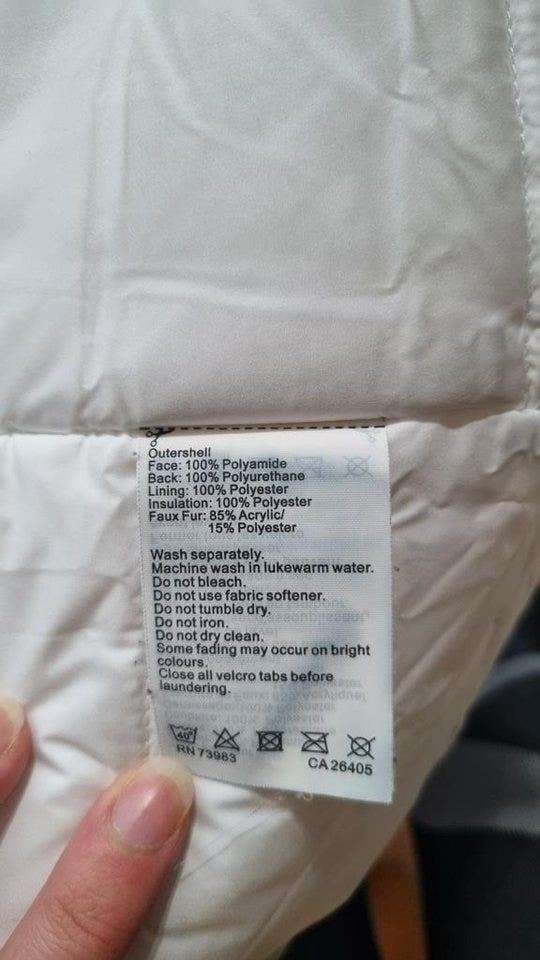 Outershell
Face: 100% Polyamide
Back: 100% Polyurethane
Lining: 100% Polyester
Insulation: 100% Polyester
Faux Fur: 85% Acrylic/
15% Polyester
Wash separately.
Machine wash in lukewarm water.
Do not bleach.
Do not use fabric softener.
Do not tumble dry.
Do not iron.
Do not dry clean.
Some fading may occur on bright
colours.
Close all velcro tabs before
laundering.
40°
RN 73983
CA 26405